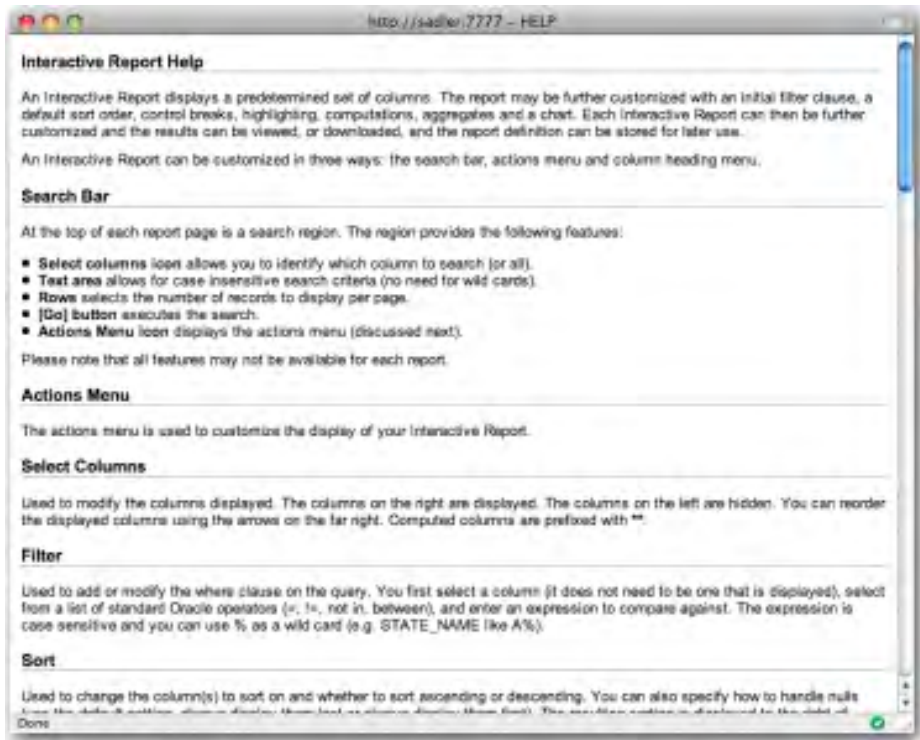 http://sadler:7777 – HELP
Interactive Report Help
An Interactive Report displays a predetermined set of columns. The report may be further customized with an initial filter clause, a
default sort order, control breaks, highlighting, computations, aggregates and a chart. Each Interactive Report can then be further
customized and the results can be viewed, or downloaded, and the report definition can be stored for later use.
An Interactive Report can be customized in three ways: the search bar, actions menu and column heading menu.
Search Bar
At the top of each report page is a search region. The region provides the following features:
• Select columns icon allows you to identify which column to search (or all).
• Text area allows for case insensitive search criteria (no need for wild cards).
• Rows selects the number of records to display per page.
• [Go] button executes the search.
• Actions Menu icon displays the actions menu (discussed next).
Please note that all features may not be available for each report.
Actions Menu
The actions menu is used to customize the display of your Interactive Report.
Select Columns
Used to modify the columns displayed. The columns on the right are displayed. The columns on the left are hidden. You can reorder
the displayed columns using the arrows on the far right. Computed columns are prefixed with **.
Filter
Used to add or modify the where clause on the query. You first select a column (it does not need to be one that is displayed), select
from a list of standard Oracle operators (=, !=, not in, between), and enter an expression to compare against. The expression is
case sensitive and you can use % as a wild card (e.g. STATE_NAME like A%).
Sort
Used to change the column(s) to sort on and whether to sort ascending or descending. You can also specify how to handle nulls
Done